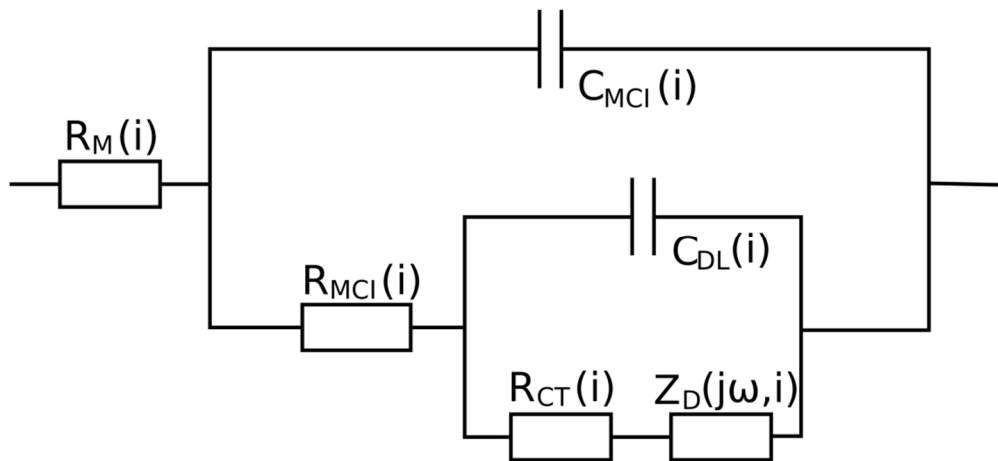 C_MCI(i)
R_M(i)
C_DL(i)
R_MCI(i)
R_CT(i)
Z_D(jω,i)